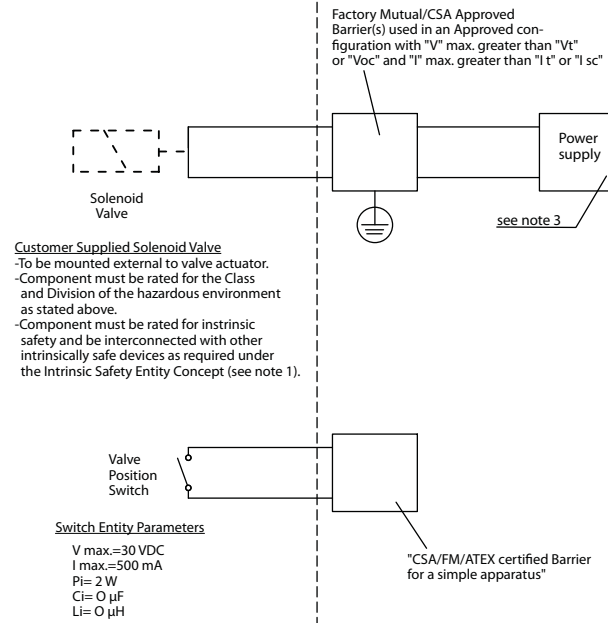 Factory Mutual/CSA Approved
Barrier(s) used in an Approved con-
figuration with "V" max. greater than "Vt"
or "Voc" and "I" max. greater than "I t" or "I sc"
Power
supply
Solenoid
Valve
see note 3
Customer Supplied Solenoid Valve
-To be mounted external to valve actuator.
-Component must be rated for the Class
and Division of the hazardous environment
as stated above.
-Component must be rated for instrinsic
safety and be interconnected with other
intrinsically safe devices as required under
the Intrinsic Safety Entity Concept (see note 1).
Valve
Position
Switch
Switch Entity Parameters
V max.=30 VDC
I max.=500 mA
Pi= 2 W
Ci= O µF
Li= O µH
"CSA/FM/ATEX certified Barrier
for a simple apparatus"